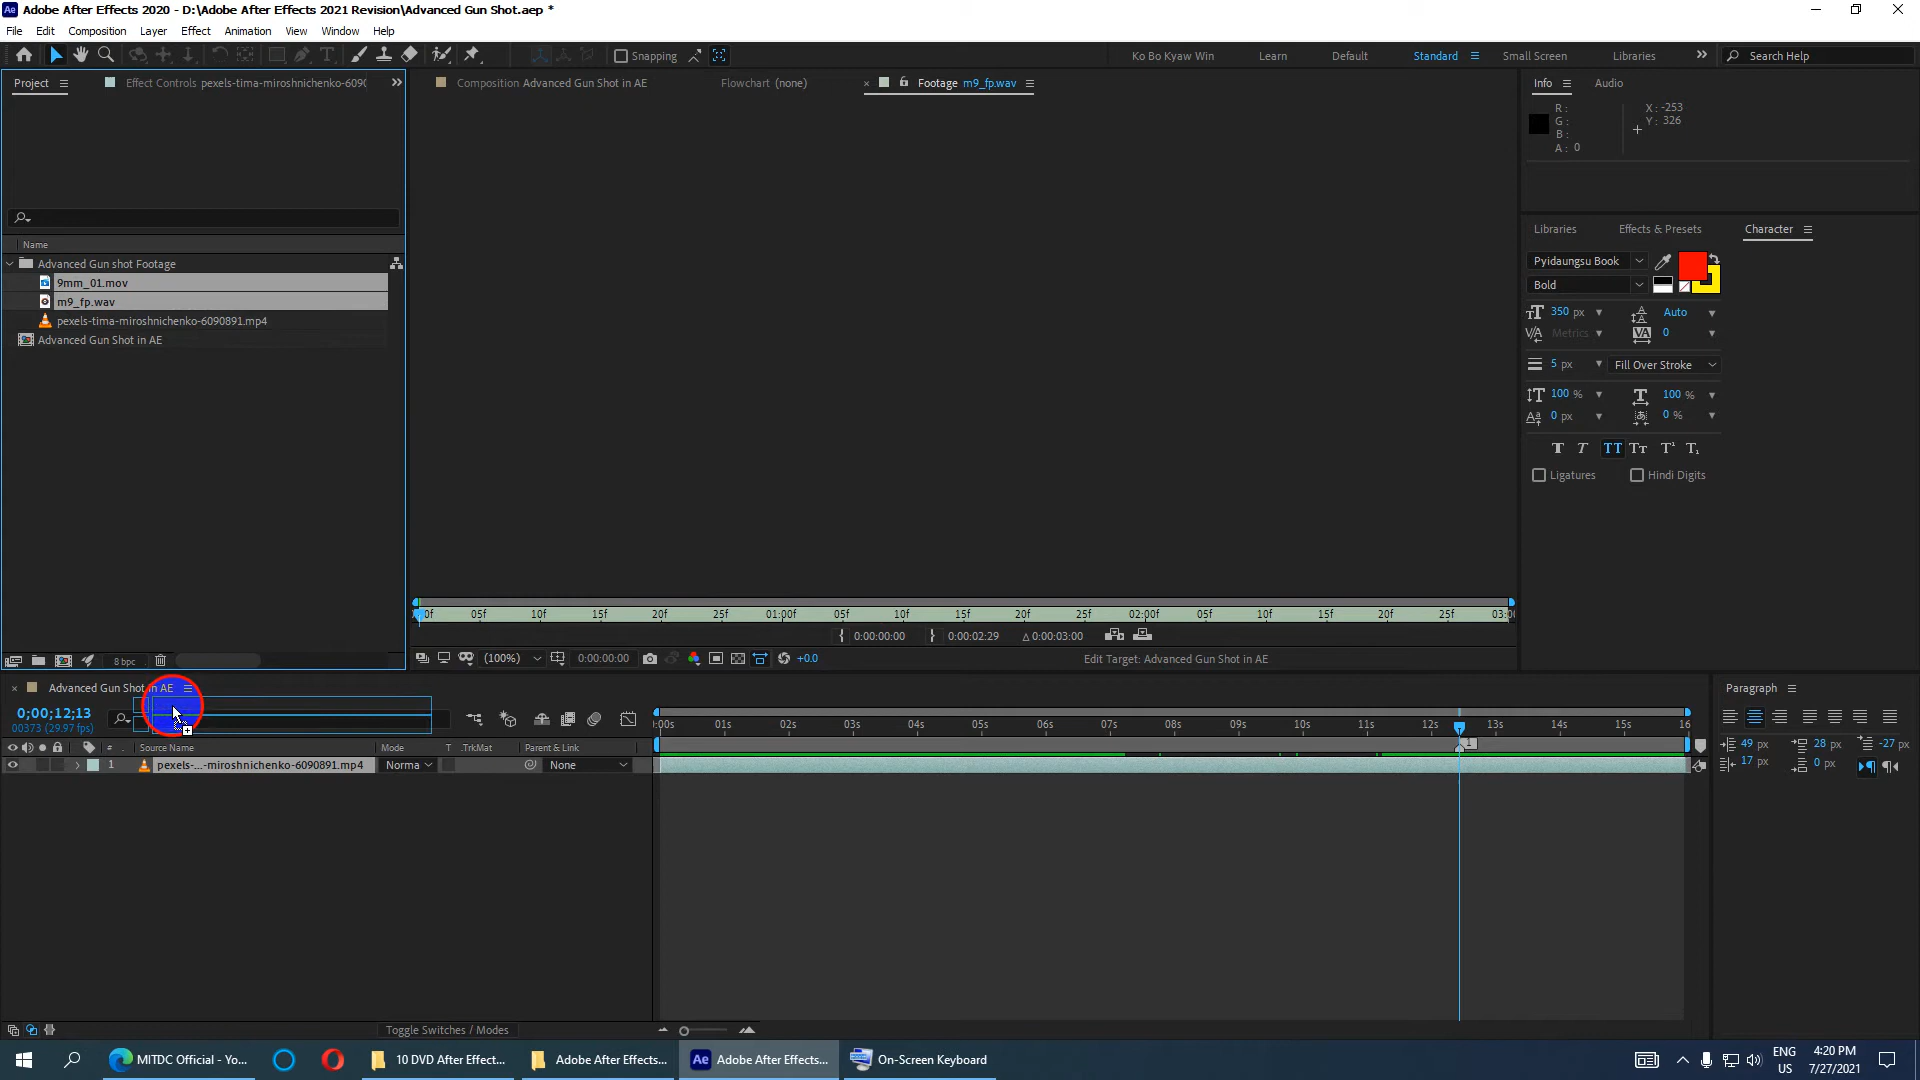 Adobe After Effects 2020 - D:\Adobe After Effects 2021 Revision\Advanced Gun Shot.aep *
File Edit Composition Layer Effect Animation View Window Help
Snapping
Ko Bo Kyaw Win Learn Default Standard Small Screen Libraries Search Help
Project Effect Controls pexels-tima-miroshnichenko-6090
Composition Advanced Gun Shot in AE Flowchart (none) Footage m9_fp.wav
Info Audio
R :
G :
B :
A : 0
X : -253
Y : 326
Name
Advanced Gun shot Footage
9mm_01.mov
m9_fp.wav
pexels-tima-miroshnichenko-6090891.mp4
Advanced Gun Shot in AE
Libraries Effects & Presets Character
Pyidaungsu Book
Bold
350 px Auto
Metrics 0
5 px Fill Over Stroke
100 % 100 %
0 px 0 %
Ligatures Hindi Digits
05f 10f 15f 20f 25f 01:00f 05f 10f 15f 20f 25f 02:00f 05f 10f 15f 20f 25f
0:00:00:00 0:00:02:29 Δ 0:00:03:00
(100%) 0:00:00:00 +0.0 Edit Target: Advanced Gun Shot in AE
8 bpc
Advanced Gun Shot in AE
0;00;12;13
00373 (29.97 fps)
:00s 01s 02s 03s 04s 05s 06s 07s 08s 09s 10s 11s 12s 13s 14s 15s 16
# Source Name Mode T .TrkMat Parent & Link
1 pexels-...-miroshnichenko-6090891.mp4 Norma None
1
Toggle Switches / Modes
Paragraph
49 px 28 px -27 px
17 px 0 px
MITDC Official - Yo... 10 DVD After Effect... Adobe After Effects... Adobe After Effects... On-Screen Keyboard
ENG
US
4:20 PM
7/27/2021